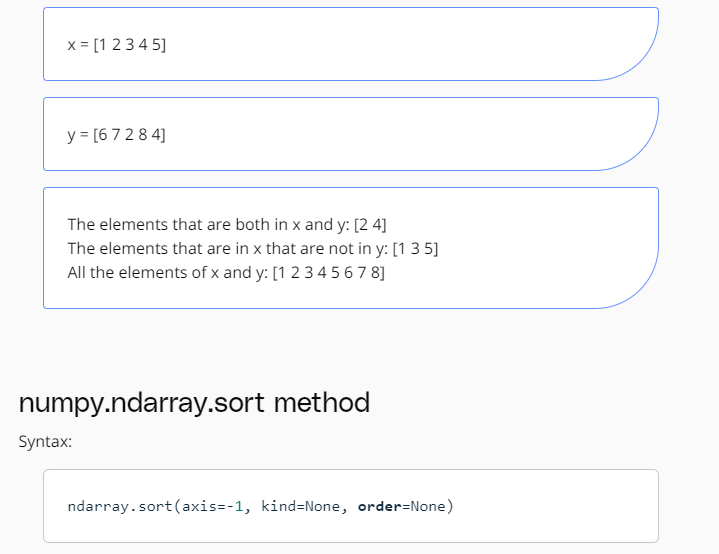 x = [1 2 3 4 5]
y = [6 7 2 8 4]
The elements that are both in x and y: [2 4]
The elements that are in x that are not in y: [1 3 5]
All the elements of x and y: [1 2 3 4 5 6 7 8]
numpy.ndarray.sort method
Syntax:
ndarray.sort(axis=-1, kind=None, order=None)